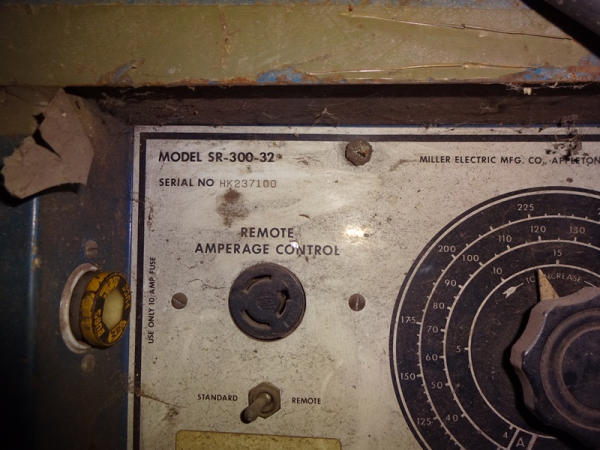 MODEL SR-300-32
SERIAL NO HK237100
MILLER ELECTRIC MFG. CO., APPLETON
REMOTE
AMPERAGE CONTROL
USE ONLY 10 AMP FUSE
STANDARD
REMOTE
225
200
175
150
125
130
120
110
100
90
80
70
60
50
40
15
10
5
4
INCREASE
A